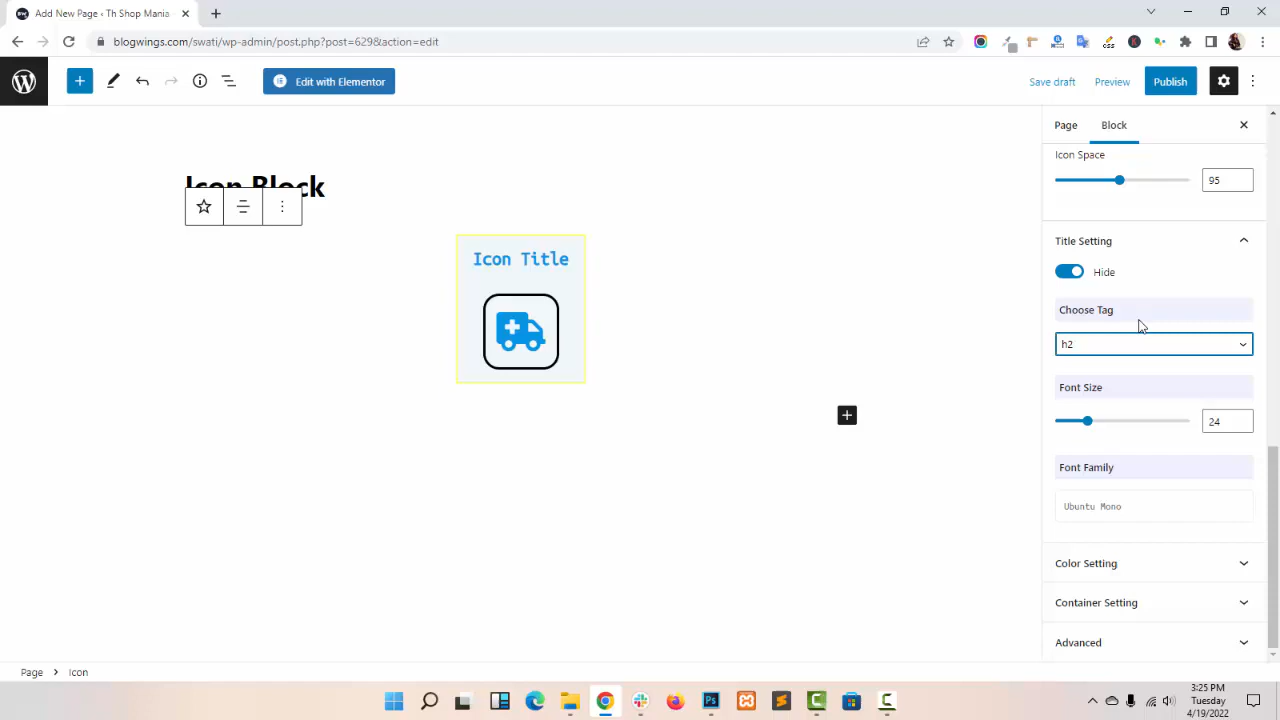 Add New Page ‹ Th Shop Mania
blogwings.com/swati/wp-admin/post.php?post=629&action=edit
Edit with Elementor
Save draft
Preview
Publish
Page
Block
Icon Space
95
Icon Block
Title Setting
Icon Title
Hide
Choose Tag
h2
Font Size
24
Font Family
Ubuntu Mono
Color Setting
Container Setting
Advanced
Page
Icon
3:25 PM
Tuesday
4/19/2022